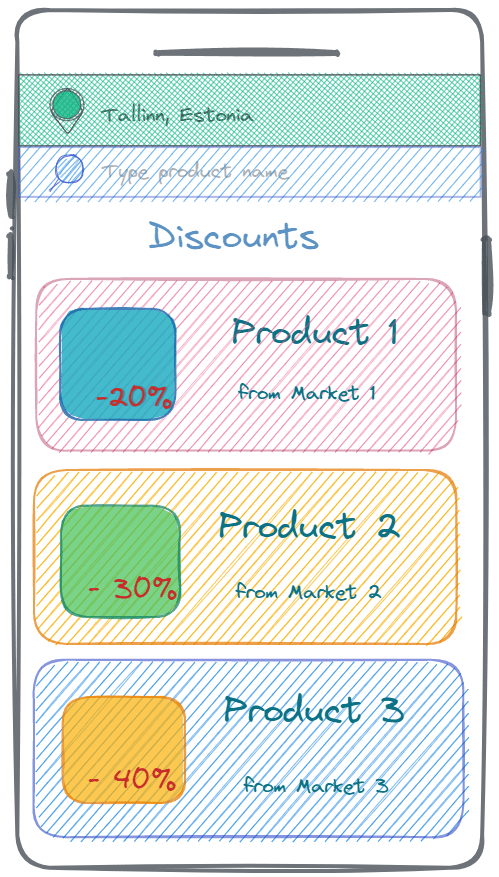 Tallinn, Estonia
Type product name
Discounts
Product 1
-20%
from Market 1
Product 2
- 30%
from Market 2
Product 3
- 40%
from Market 3